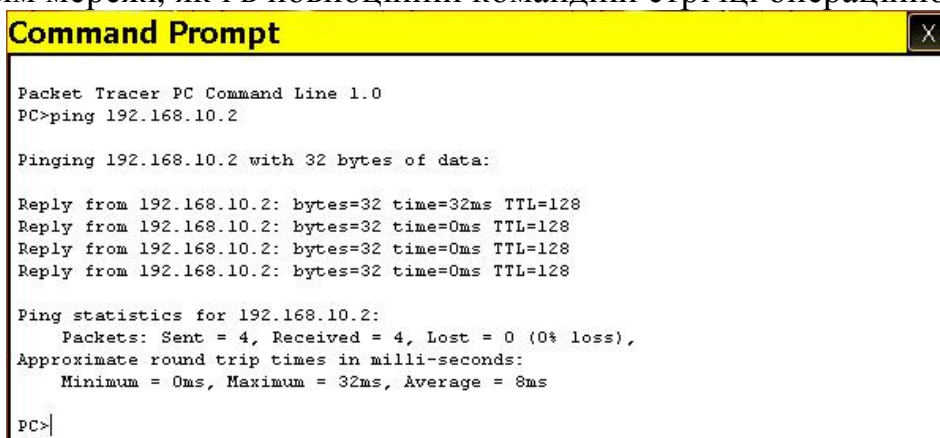 мережі, як і в повноцінній командній стрічці
Command Prompt
X
Packet Tracer PC Command Line 1.0
PC>ping 192.168.10.2
Pinging 192.168.10.2 with 32 bytes of data:
Reply from 192.168.10.2: bytes=32 time=32ms TTL=128
Reply from 192.168.10.2: bytes=32 time=0ms TTL=128
Reply from 192.168.10.2: bytes=32 time=0ms TTL=128
Reply from 192.168.10.2: bytes=32 time=0ms TTL=128
Ping statistics for 192.168.10.2:
Packets: Sent = 4, Received = 4, Lost = 0 (0% loss),
Approximate round trip times in milli-seconds:
Minimum = 0ms, Maximum = 32ms, Average = 8ms
PC>